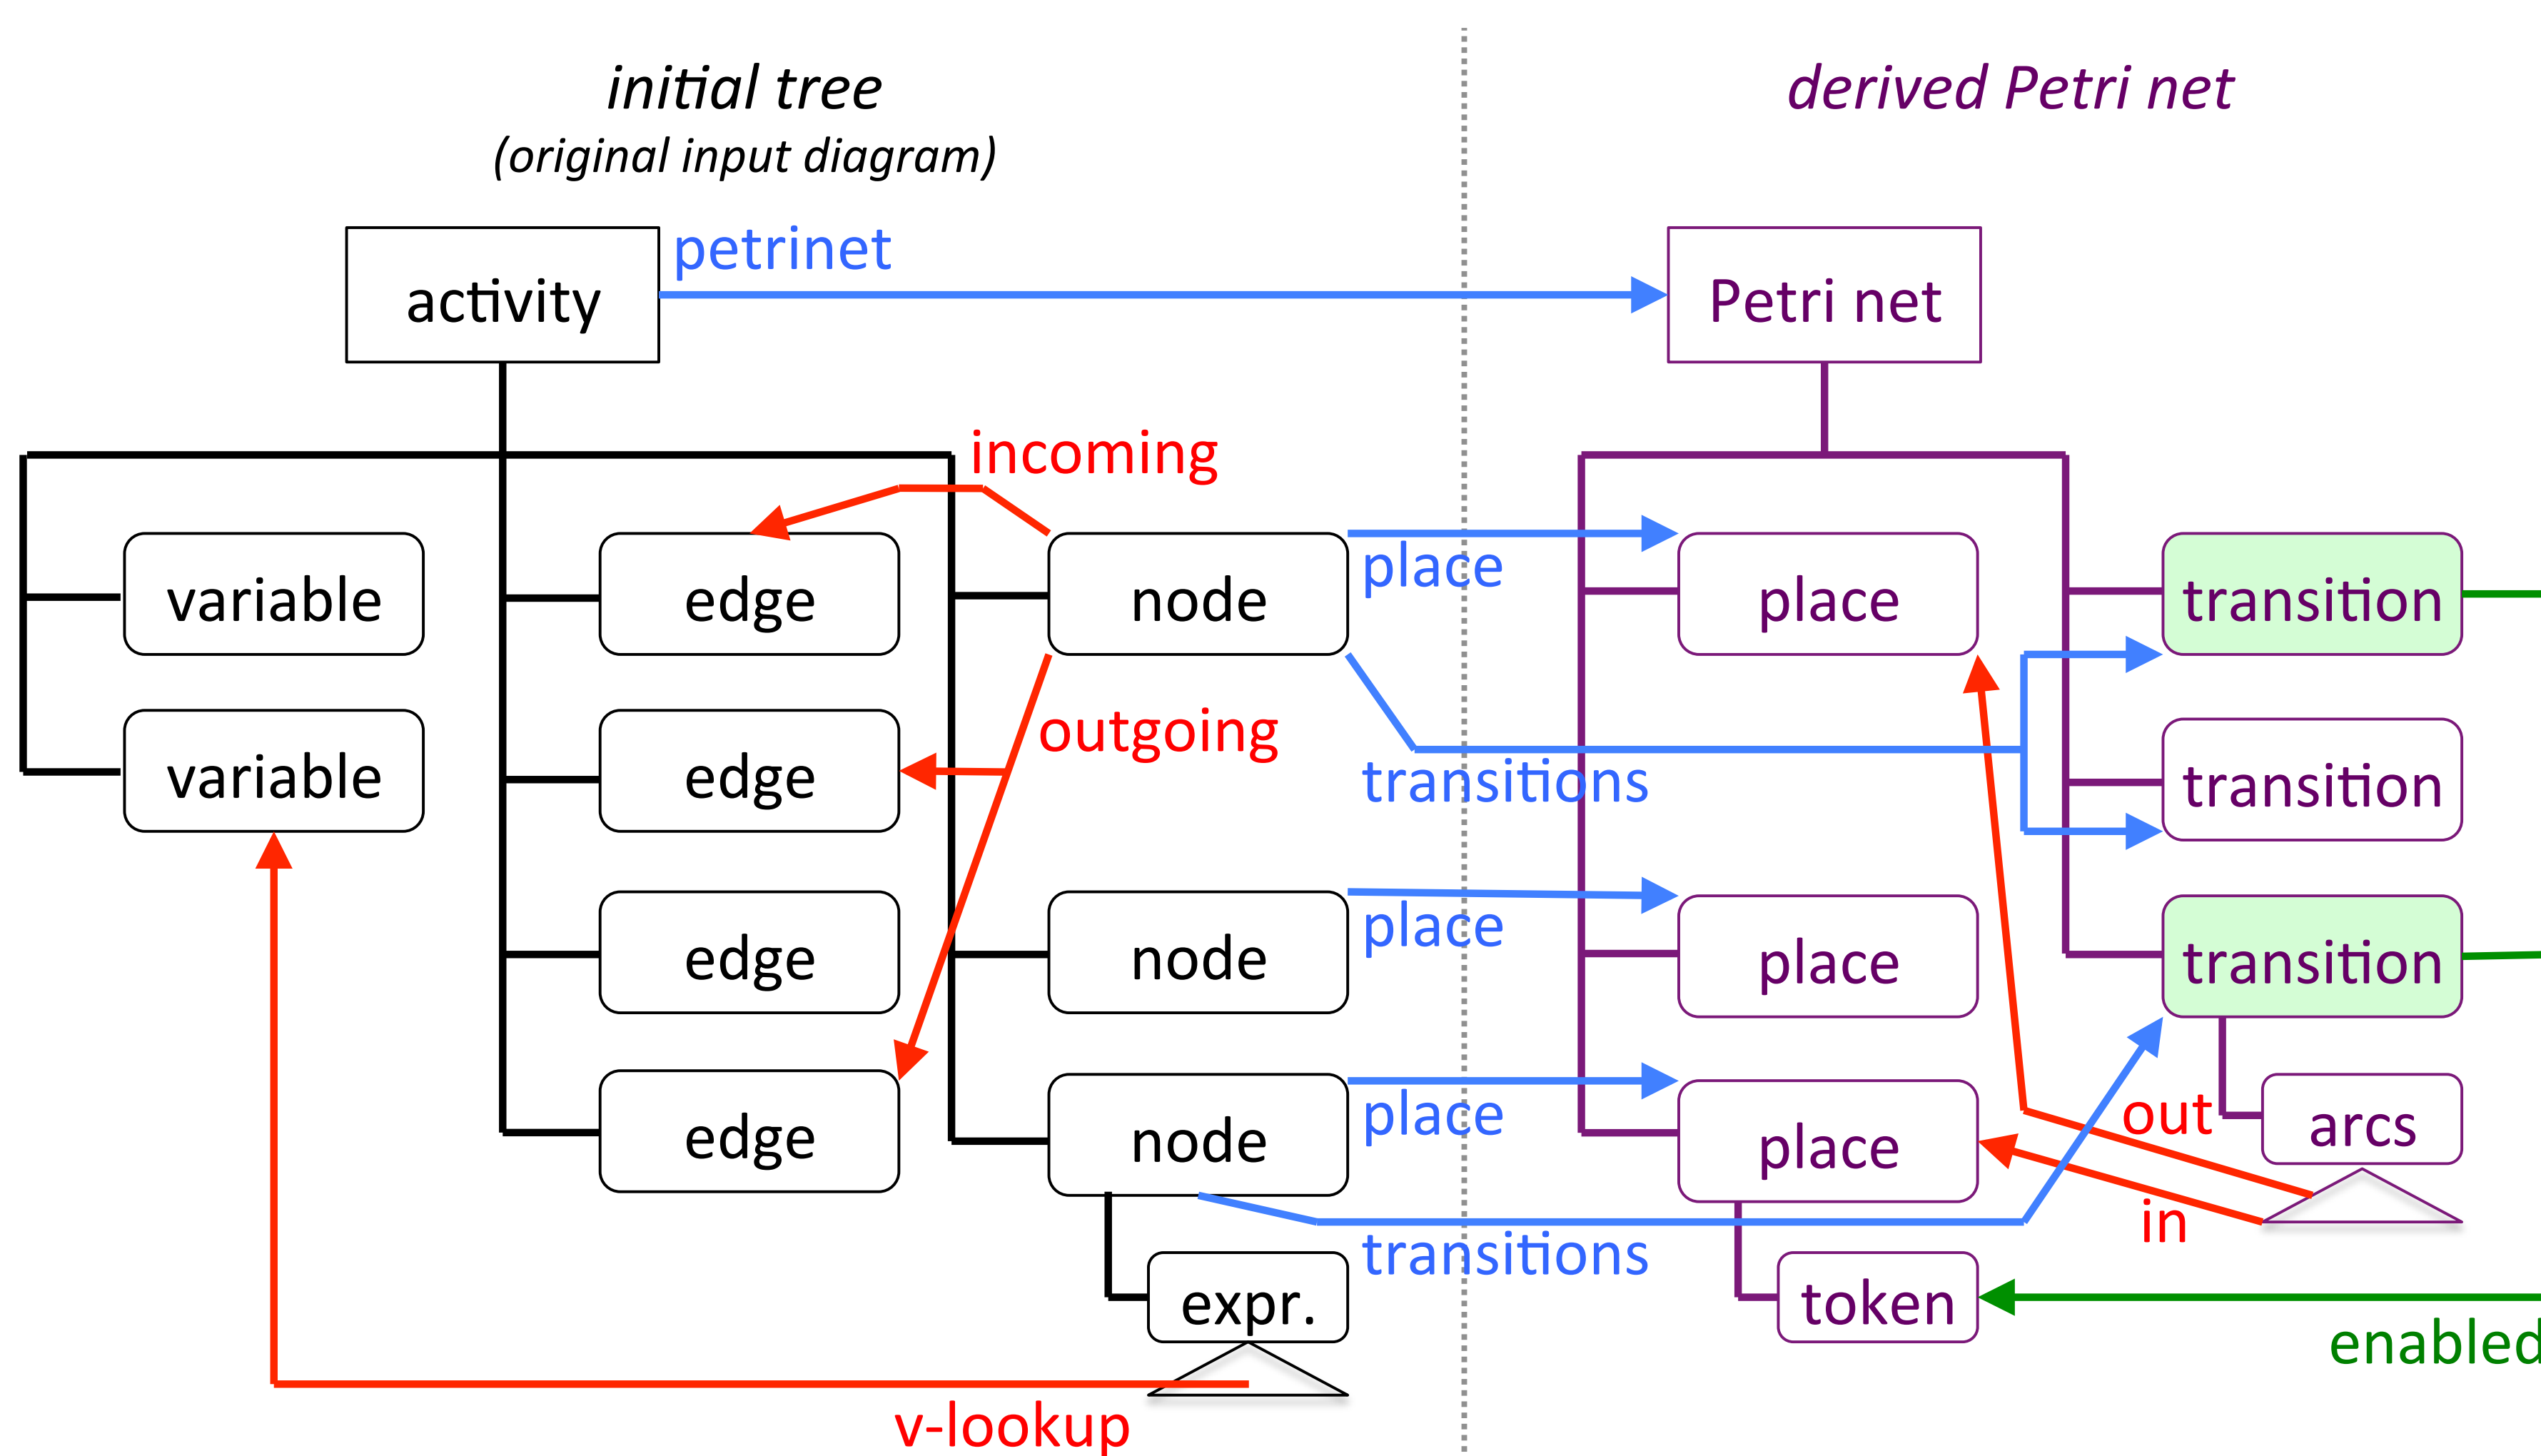 initial tree
(original input diagram)
derived Petri net
activity
petrinet
Petri net
incoming
variable
edge
node
place
place
transition
variable
edge
outgoing
transitions
transition
edge
node
place
place
transition
edge
node
place
place
out
arcs
in
expr.
transitions
token
enabled
v-lookup